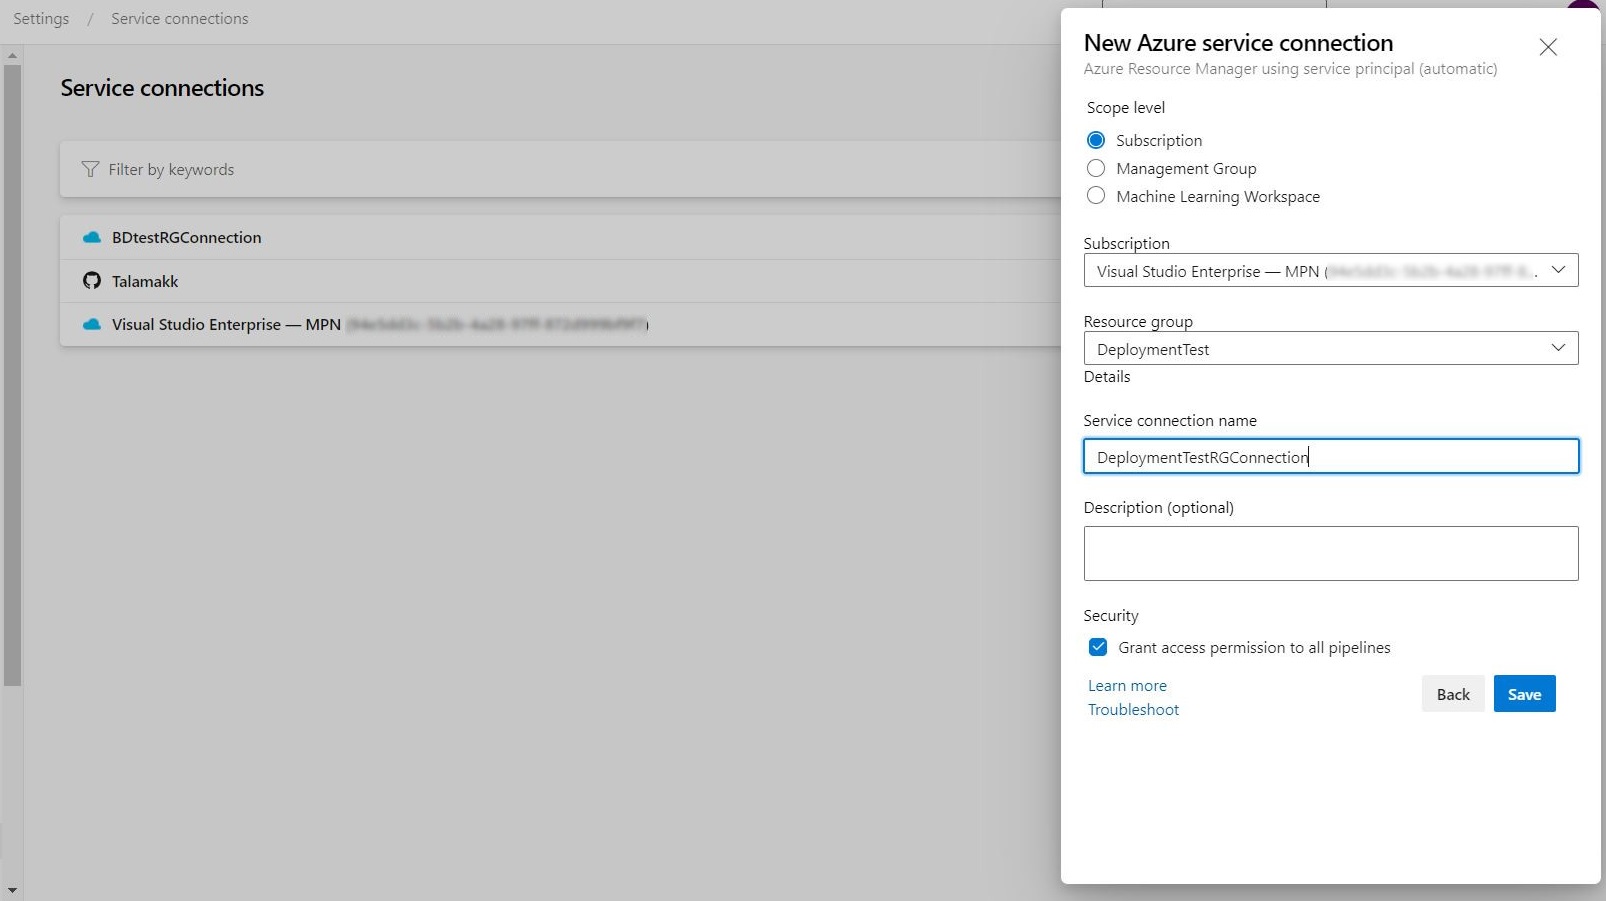 Settings / Service connections
Service connections
Filter by keywords
BDtestRGConnection
Talamakk
Visual Studio Enterprise — MPN
New Azure service connection
Azure Resource Manager using service principal (automatic)
Scope level
Subscription
Management Group
Machine Learning Workspace
Subscription
Visual Studio Enterprise — MPN (
Resource group
DeploymentTest
Details
Service connection name
DeploymentTestRGConnection
Description (optional)
Security
Grant access permission to all pipelines
Learn more
Troubleshoot
Back
Save